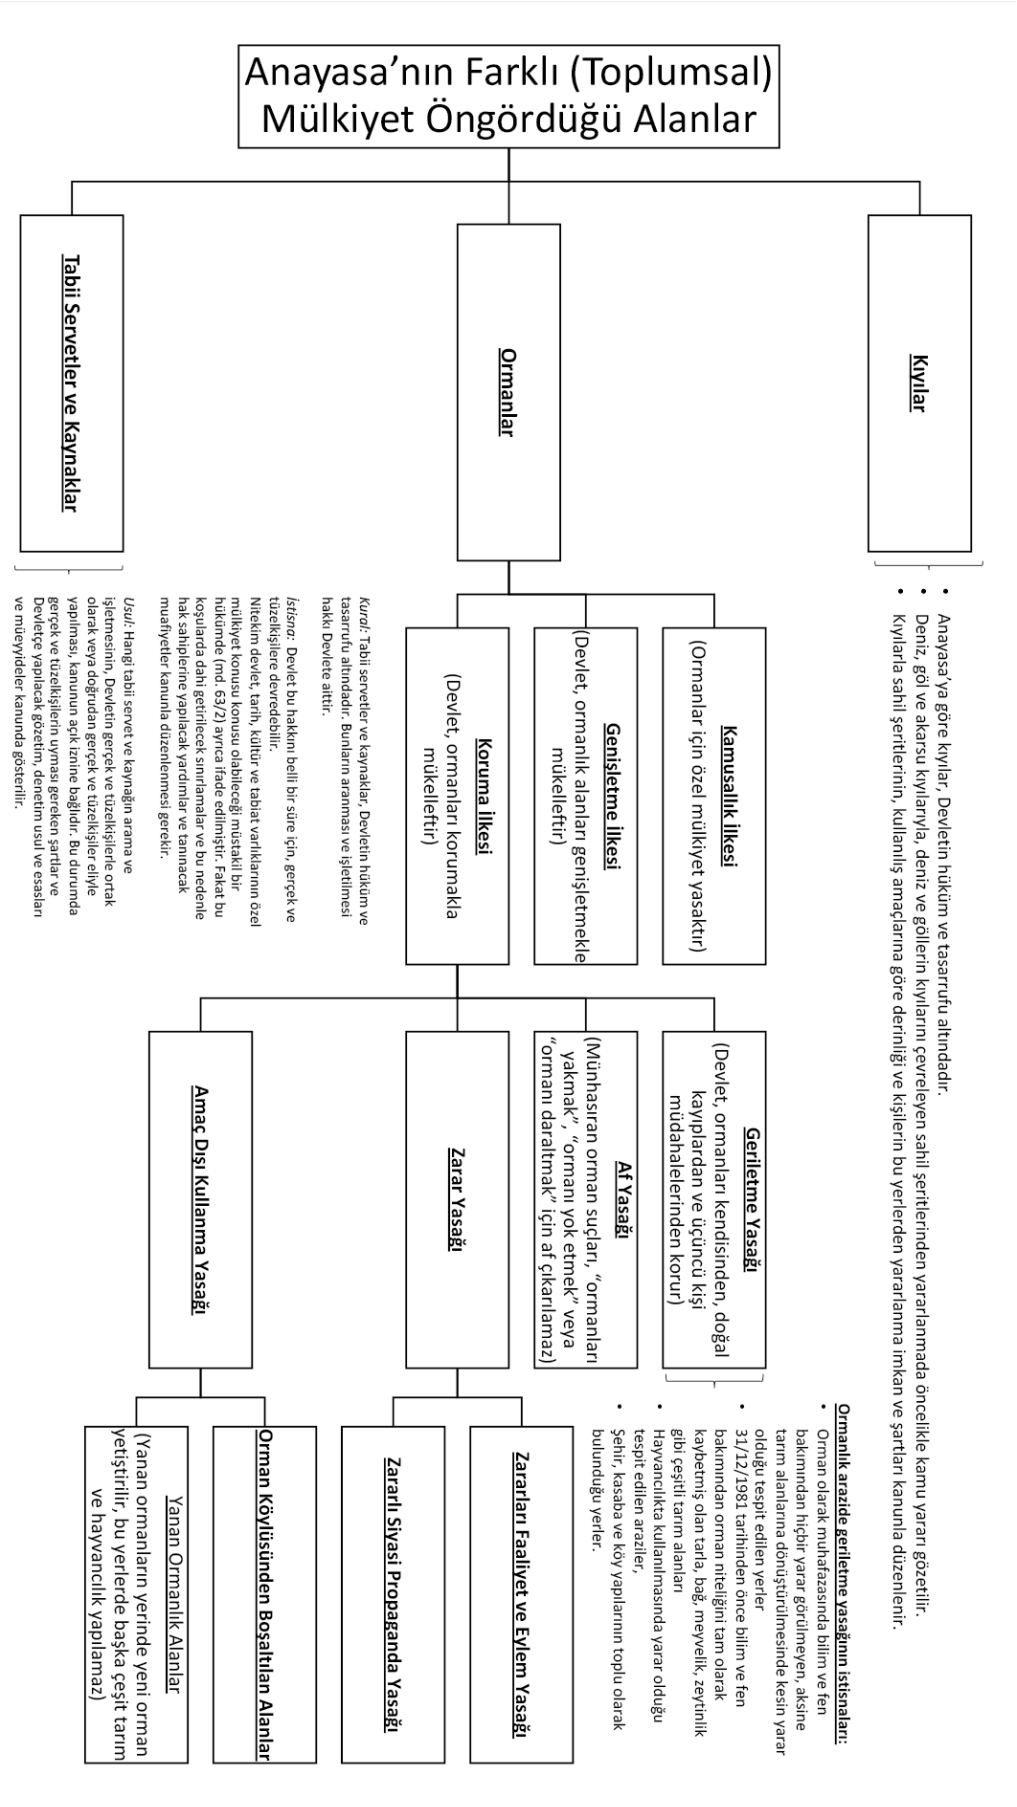 Anayasa'nın Farklı (Toplumsal)
Mülkiyet Öngördüğü Alanlar
Kıyılar
• Anayasa'ya göre kıyılar, Devletin hüküm ve tasarrufu altındadır.
• Deniz, göl ve akarsu kıyılarıyla, deniz ve göllerin kıyılarını çevreleyen sahil şeritlerinden yararlanmada öncelikle kamu yararı gözetilir.
• Kıyılarla sahil şeritlerinin, kullanılış amaçlarına göre derinliği ve kişilerin bu yerlerden yararlanma imkan ve şartları kanunla düzenlenir.
Ormanlar
Kamusallık İlkesi
(Ormanlar için özel mülkiyet yasaktır)
Genişletme İlkesi
(Devlet, ormanlık alanları genişletmekle
mükelleftir)
Koruma İlkesi
(Devlet, ormanları korumakla
mükelleftir)
Geriletme Yasağı
(Devlet, ormanları kendisinden, doğal
kayıplardan ve üçüncü kişi
müdahalelerinden korur)
Ormanlık arazide geriletme yasağının istisnaları:
• Orman olarak muhafazasında bilim ve fen
bakımından hiçbir yarar görülmeyen, aksine
tarım alanlarına dönüştürülmesinde kesin yarar
olduğu tespit edilen yerler
• 31/12/1981 tarihinden önce bilim ve fen
bakımından orman niteliğini tam olarak
kaybetmiş olan tarla, bağ, meyvelik, zeytinlik
gibi çeşitli tarım alanları
• Hayvancılıkta kullanılmasında yarar olduğu
tespit edilen araziler,
• Şehir, kasaba ve köy yapılarının toplu olarak
bulunduğu yerler.
Af Yasağı
(Münhasıran orman suçları, “ormanları
yakmak”, “ormanı yok etmek” veya
“ormanı daraltmak” için af çıkarılamaz)
Zarar Yasağı
Zararları Faaliyet ve Eylem Yasağı
Zararlı Siyasi Propaganda Yasağı
Amaç Dışı Kullanma Yasağı
Orman Köylüsünden Boşaltılan Alanlar
Yanan Ormanlık Alanlar
(Yanan ormanların yerinde yeni orman
yetiştirilir, bu yerlerde başka çeşit tarım
ve hayvancılık yapılamaz)
Tabii Servetler ve Kaynaklar
Kural: Tabii servetler ve kaynaklar, Devletin hüküm ve
tasarrufu altındadır. Bunların aranması ve işletilmesi
hakkı Devlete aittir.
İstisna: Devlet bu hakkını belli bir süre için, gerçek ve
tüzelkişilere devredebilir.
Nitekim devlet, tarih, kültür ve tabiat varlıklarının özel
mülkiyet konusu konusu olabileceği müstakil bir
hükümde (md. 63/2) ayrıca ifade edilmiştir. Fakat bu
koşularda dahi getirilecek sınırlamalar ve bu nedenle
hak sahiplerine yapılacak yardımlar ve tanınacak
muafiyetler kanunla düzenlenmesi gerekir.
Usul: Hangi tabii servet ve kaynağın arama ve
işletmesinin, Devletin gerçek ve tüzelkişilerle ortak
olarak veya doğrudan gerçek ve tüzelkişiler eliyle
yapılması, kanunun açık iznine bağlıdır. Bu durumda
gerçek ve tüzelkişilerin uyması gereken şartlar ve
Devletçe yapılacak gözetim, denetim usul ve esasları
ve müeyyideler kanunda gösterilir.